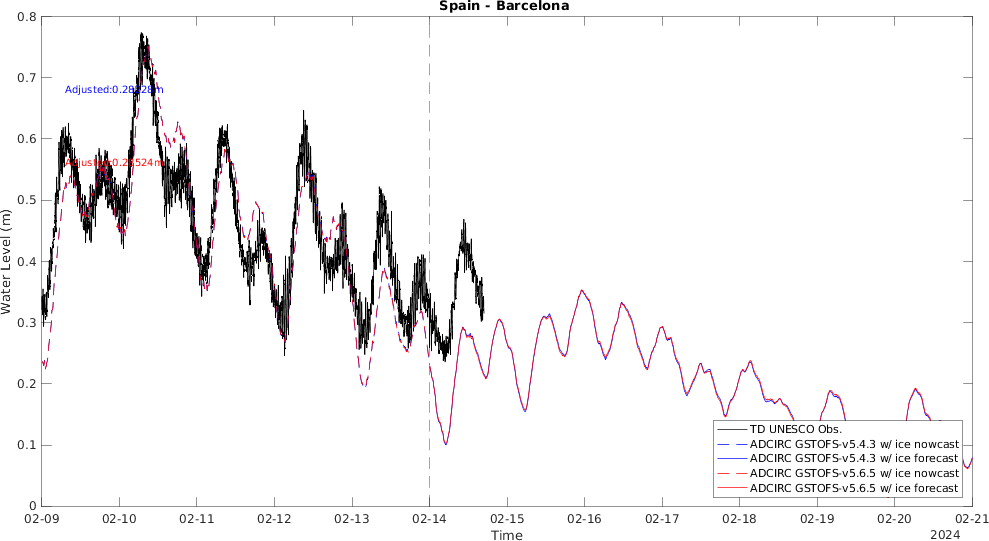 Spain - Barcelona
0.8
0.7
0.6
0.5
0.4
0.3
0.2
0.1
0
Water Level (m)
Adjusted:0.28828m
Adjusted:0.25524m
TD UNESCO Obs.
ADCIRC GSTOFS-v5.4.3 w/ ice nowcast
ADCIRC GSTOFS-v5.4.3 w/ ice forecast
ADCIRC GSTOFS-v5.6.5 w/ ice nowcast
ADCIRC GSTOFS-v5.6.5 w/ ice forecast
02-09 02-10 02-11 02-12 02-13 02-14 02-15 02-16 02-17 02-18 02-19 02-20 02-21
Time
2024